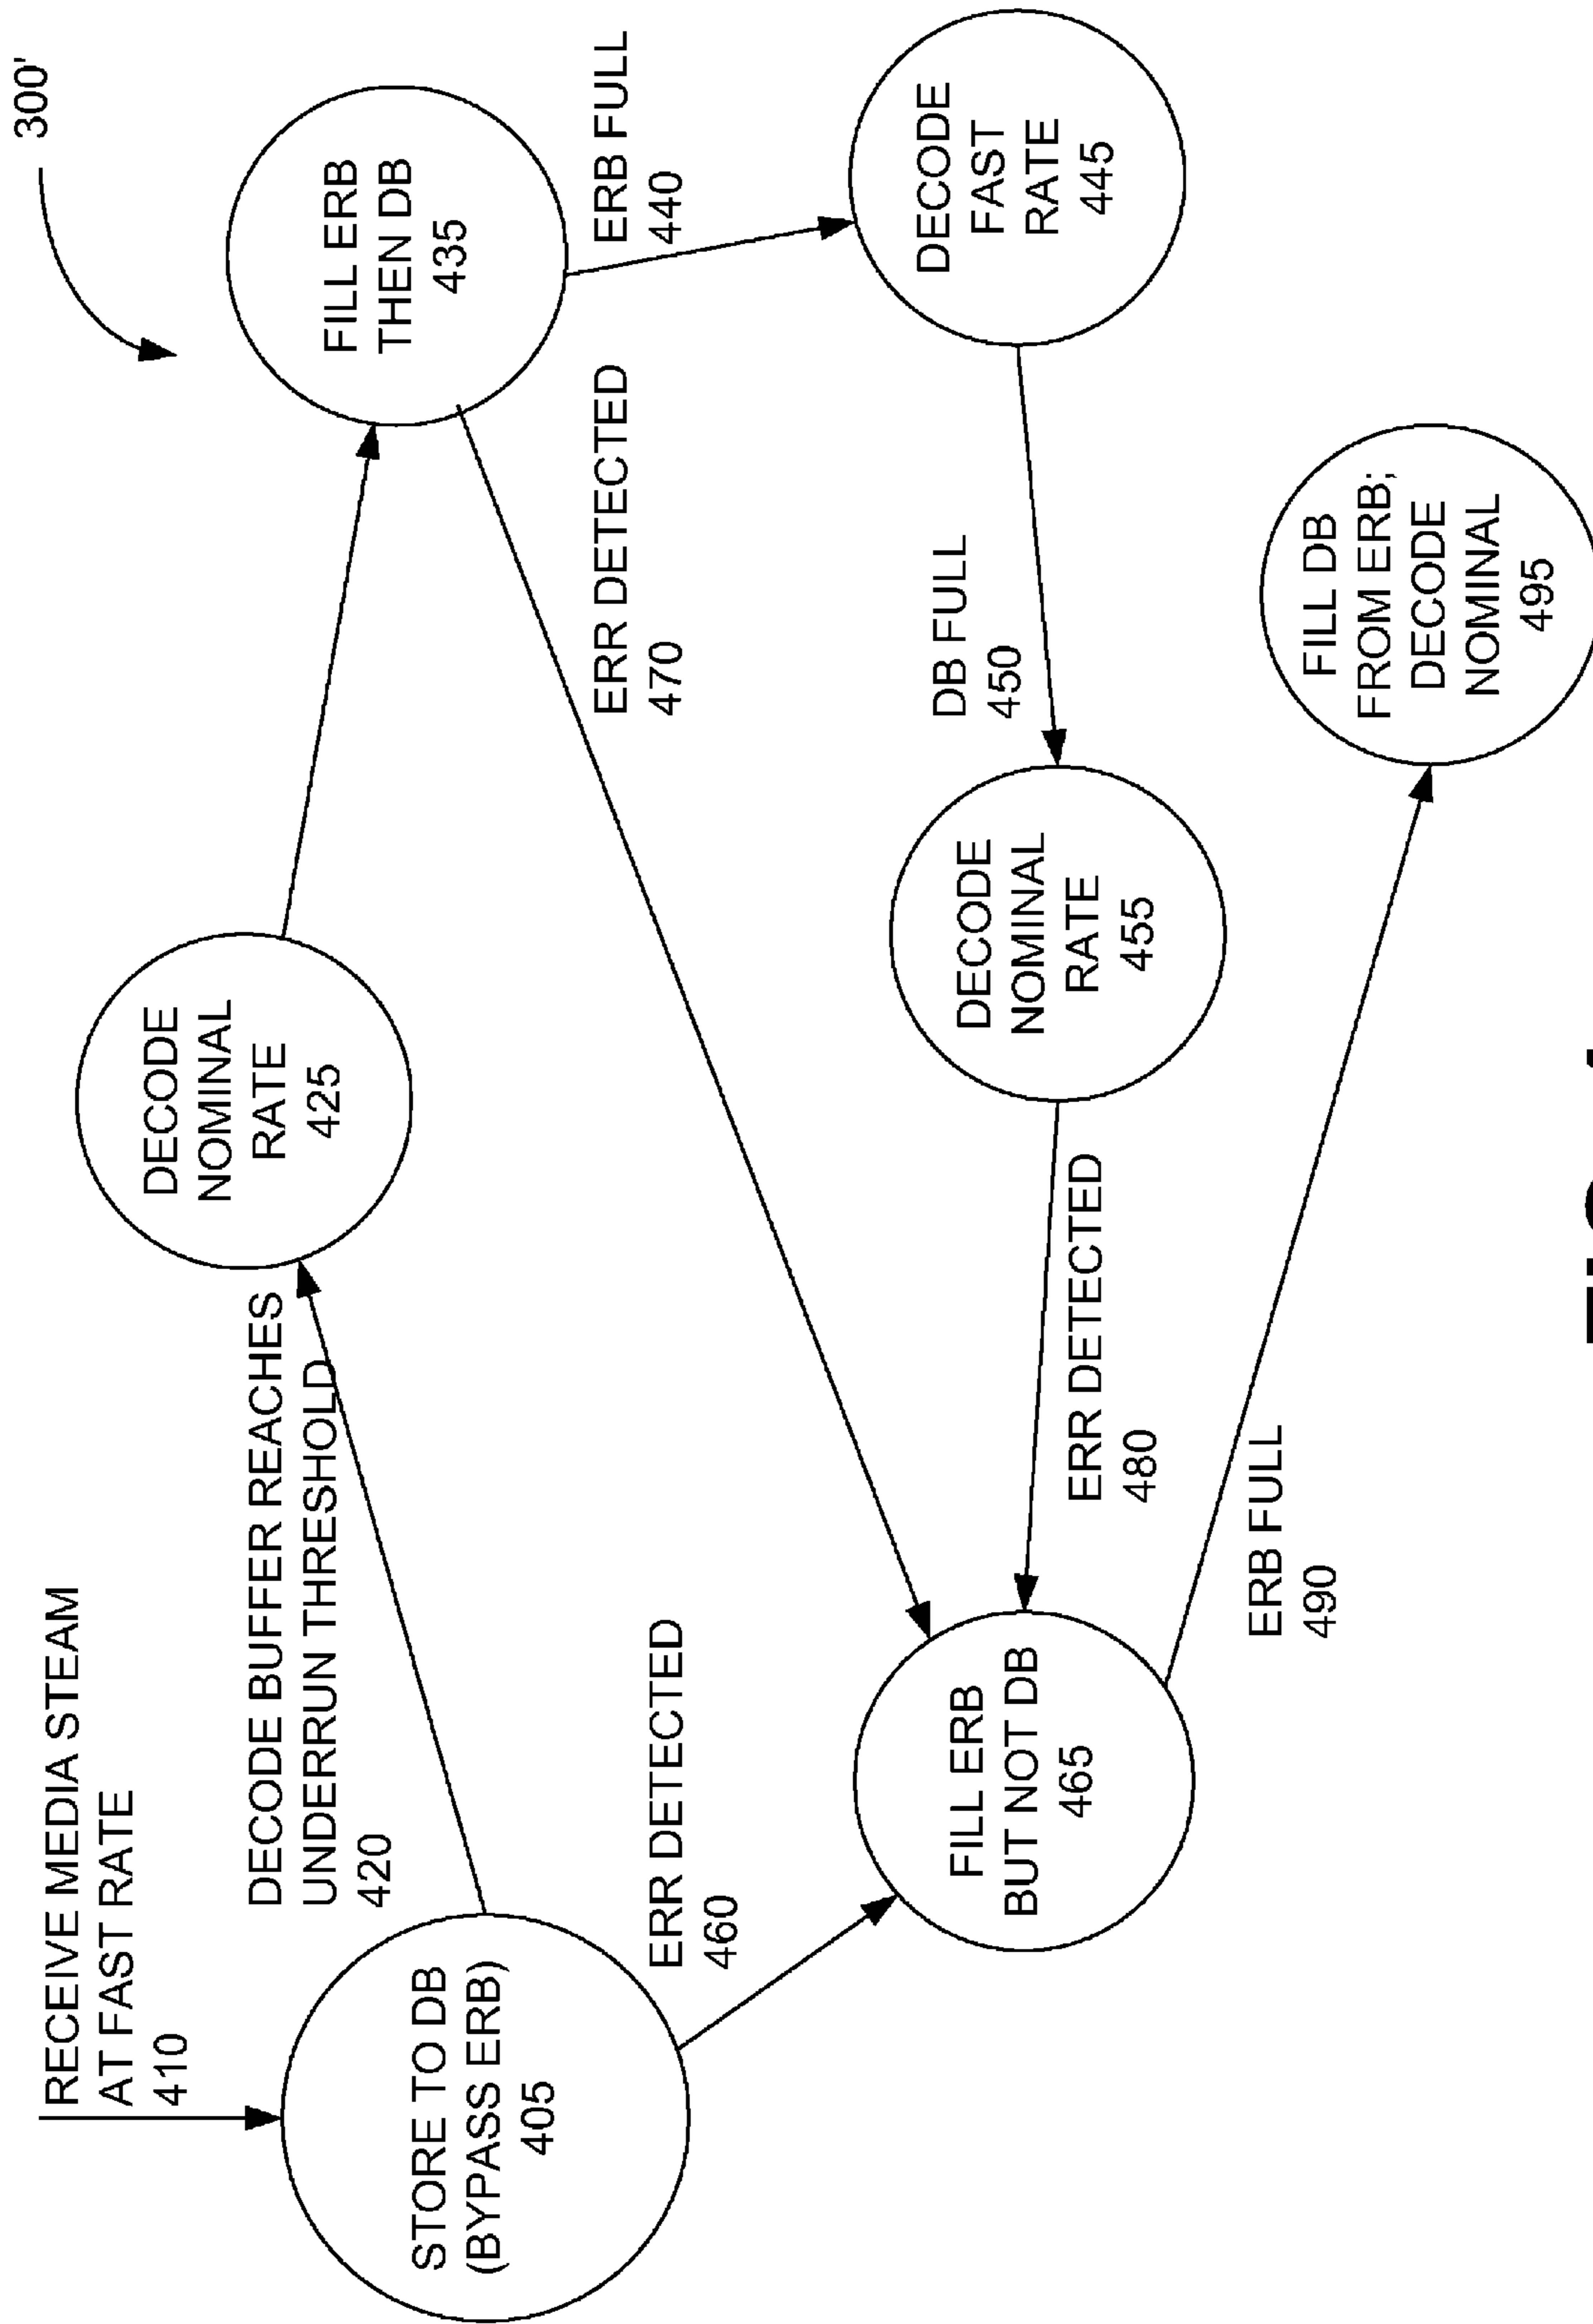 300'
RECEIVE MEDIA STEAM
AT FAST RATE
410
STORE TO DB
(BYPASS ERB)
405
DECODE BUFFER REACHES
UNDERRUN THRESHOLD
420
DECODE
NOMINAL
RATE
425
FILL ERB
THEN DB
435
ERB FULL
440
DECODE
FAST
RATE
445
ERR DETECTED
470
DB FULL
450
DECODE
NOMINAL
RATE
455
ERR DETECTED
460
ERR DETECTED
480
FILL ERB
BUT NOT DB
465
ERB FULL
490
FILL DB
FROM ERB;
DECODE
NOMINAL
495